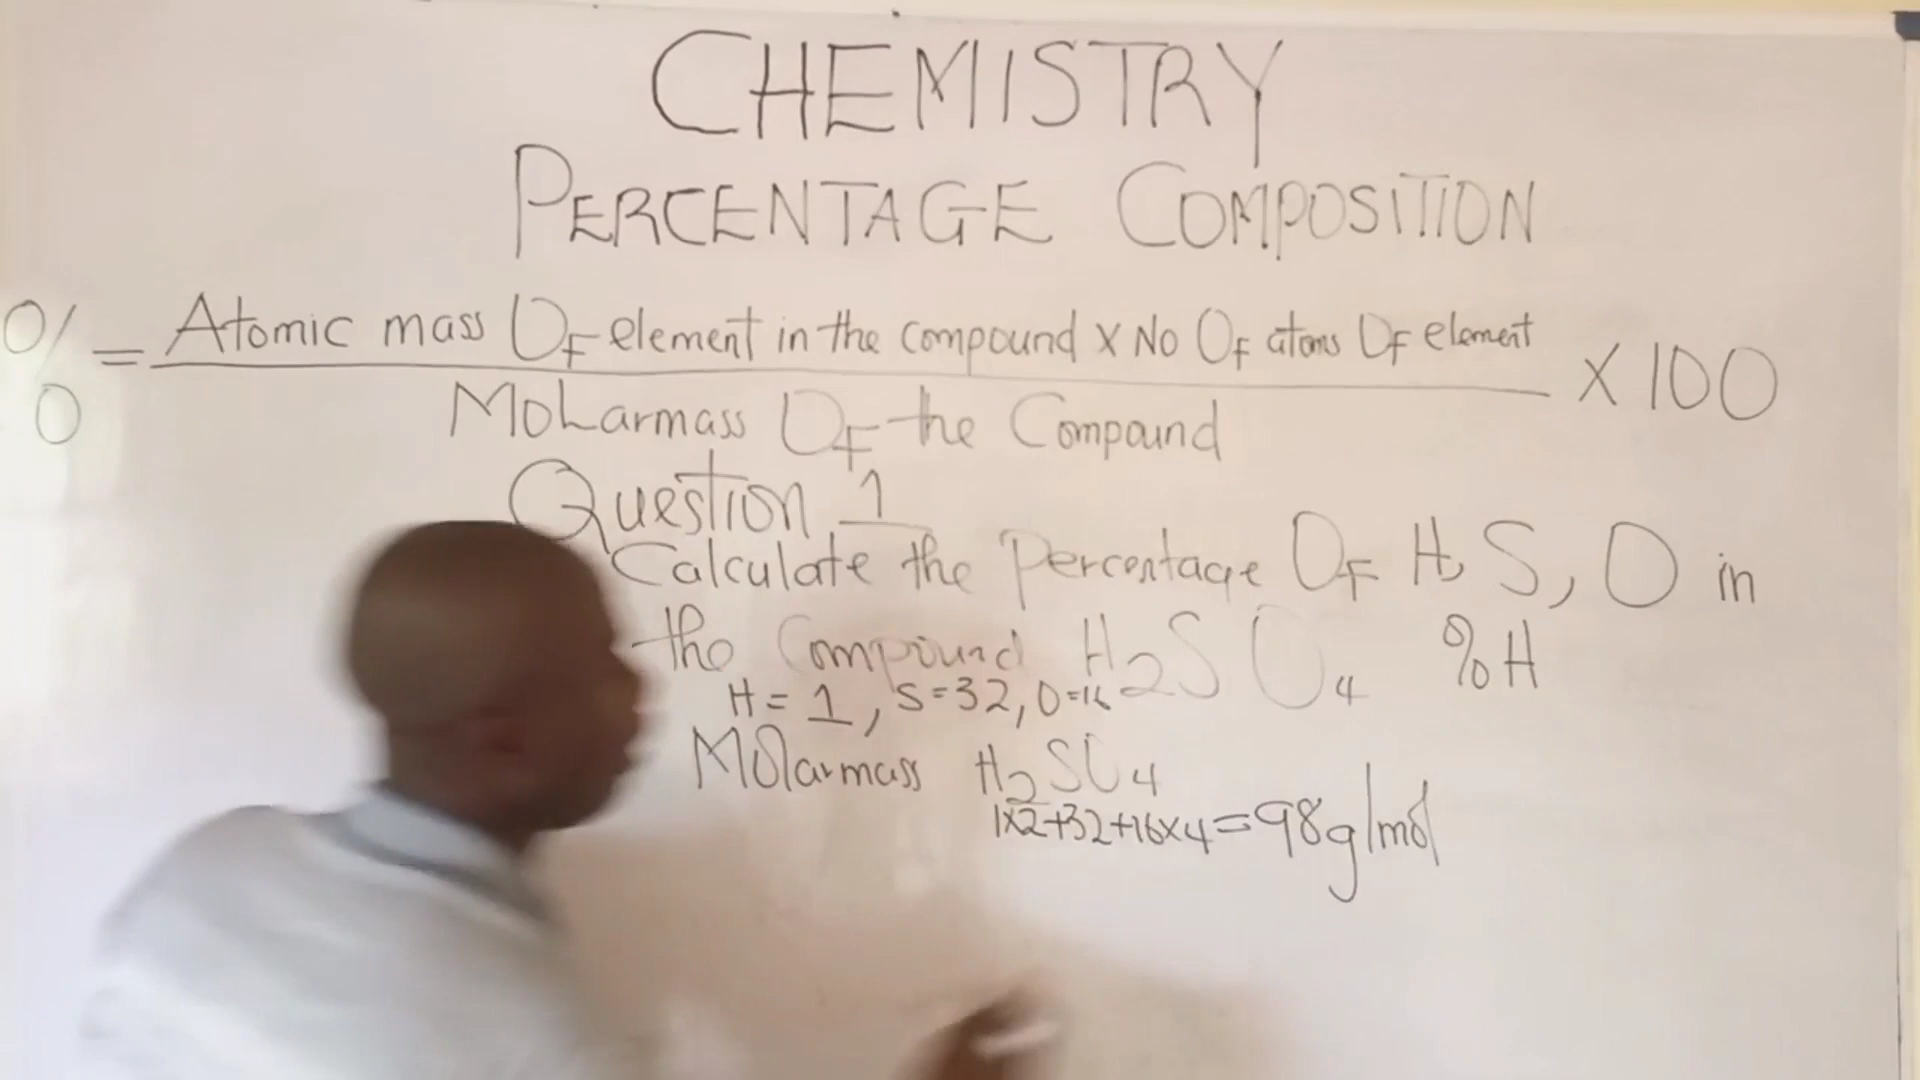 CHEMISTRY
PERCENTAGE COMPOSITION
% = Atomic mass OF element in the compound x No OF atoms OF element x 100
0
MoLarmass OF the Compound
Question 1
Calculate the Percentage OF H, S, O in
the Compound H2SO4 %H
H = 1, S=32, O=16
Molarmass H2SO4
1x2+32+16x4=98g/mol